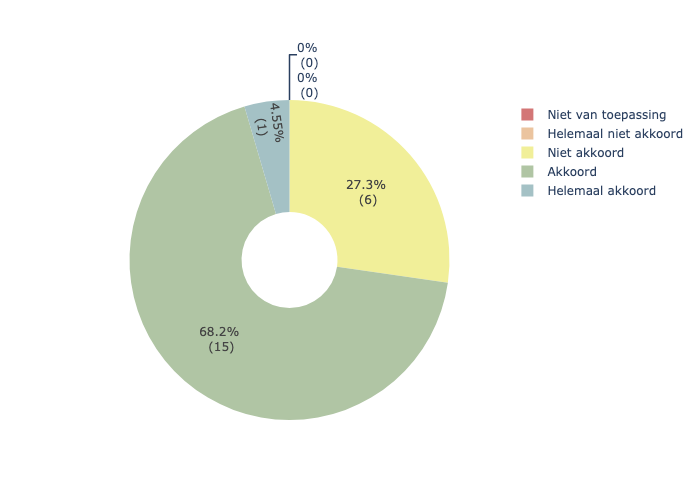 0%
(0)
0%
(0)
4.55%
(1)
27.3%
(6)
68.2%
(15)
Niet van toepassing
Helemaal niet akkoord
Niet akkoord
Akkoord
Helemaal akkoord